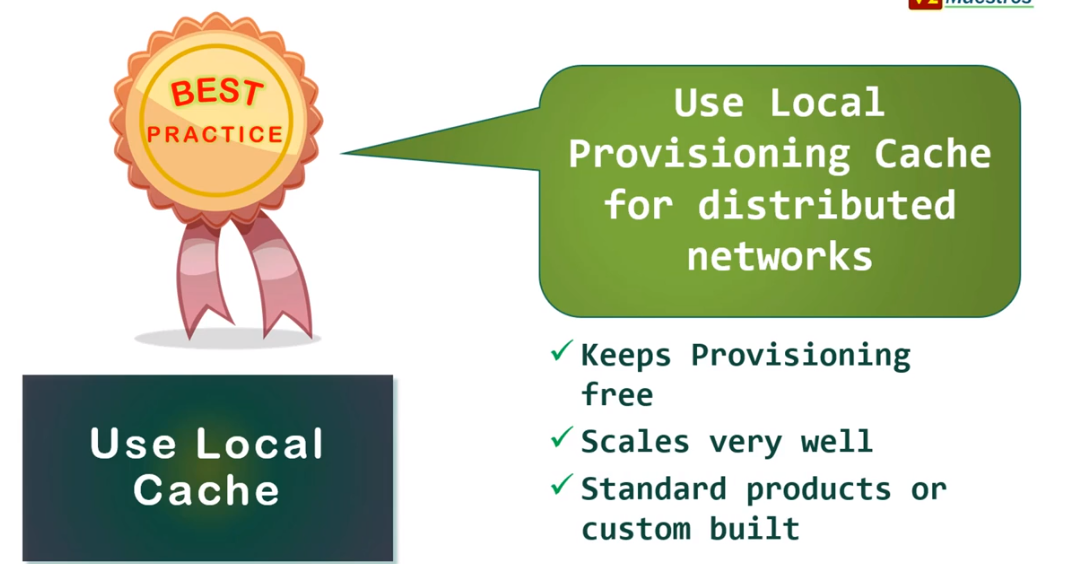 Maestros
BEST
PRACTICE
Use Local
Provisioning Cache
for distributed
networks
Keeps Provisioning
free
Scales very well
Standard products or
custom built
Use Local
Cache